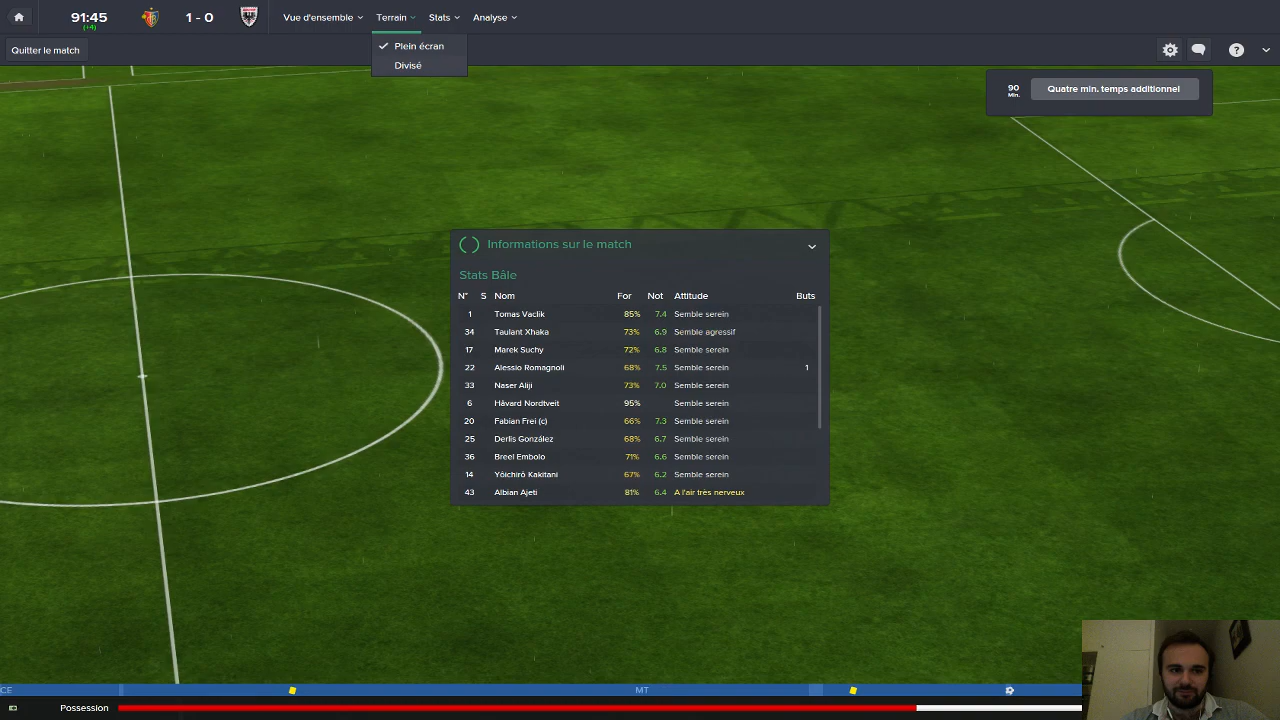 91:45
(+4)
1 - 0
Vue d'ensemble
Terrain
Stats
Analyse
Quitter le match
Plein écran
Divisé
90
Min.
Quatre min. temps additionnel
Informations sur le match
Stats Bâle
N° S Nom For Not Attitude Buts
1 Tomas Vaclik 85% 7.4 Semble serein
34 Taulant Xhaka 73% 6.9 Semble agressif
17 Marek Suchy 72% 6.8 Semble serein
22 Alessio Romagnoli 68% 7.5 Semble serein 1
33 Naser Aliji 73% 7.0 Semble serein
6 Håvard Nordtveit 95% Semble serein
20 Fabian Frei (c) 66% 7.3 Semble serein
25 Derlis González 68% 6.7 Semble serein
36 Breel Embolo 71% 6.6 Semble serein
14 Yôichirô Kakitani 67% 6.2 Semble serein
43 Albian Ajeti 81% 6.4 A l'air très nerveux
CE
MT
Possession